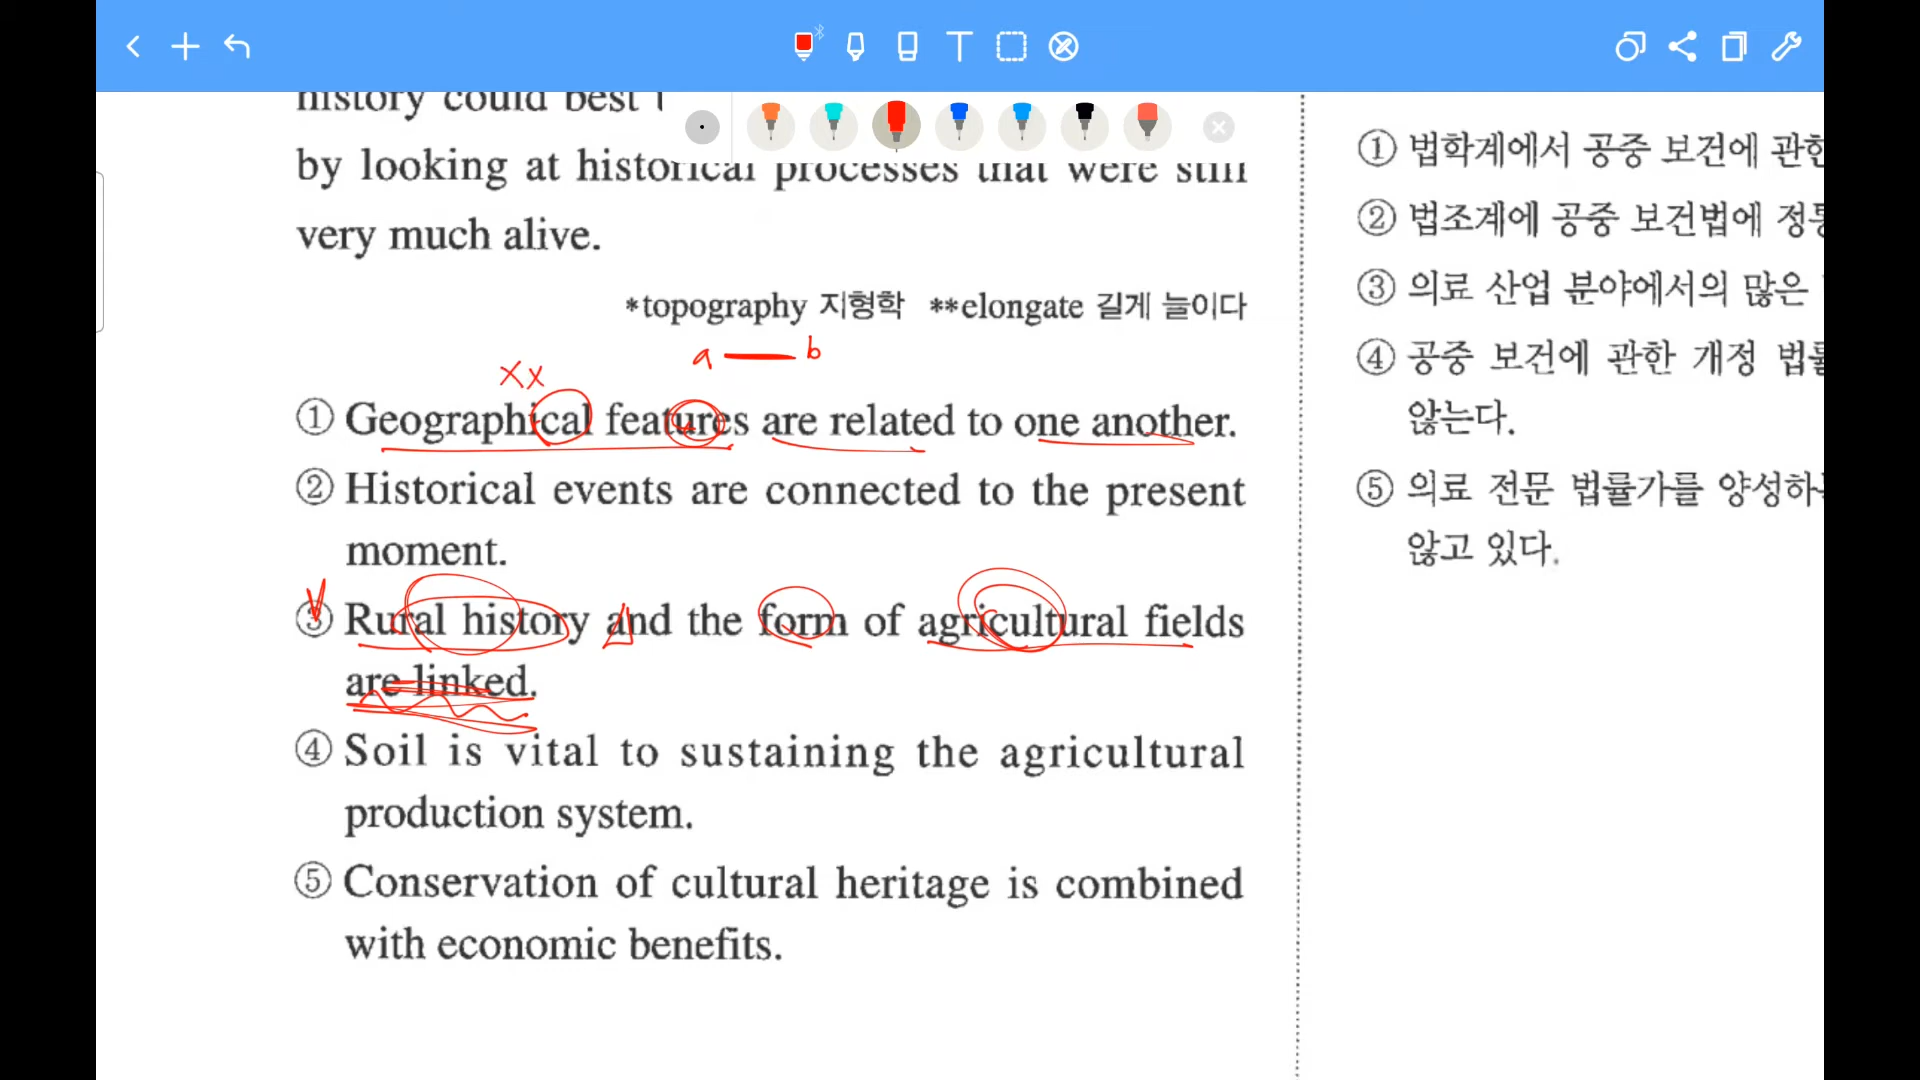 history could best
by looking at historical processes that were still
very much alive.
*topography 지형학 **elongate 길게 늘이다
a — b
xx
① Geographical features are related to one another.
② Historical events are connected to the present
moment.
③ Rural history and the form of agricultural fields
are linked.
④ Soil is vital to sustaining the agricultural
production system.
⑤ Conservation of cultural heritage is combined
with economic benefits.
① 법학계에서 공중 보건에 관한
② 법조계에 공중 보건법에 정통
③ 의료 산업 분야에서의 많은
④ 공중 보건에 관한 개정 법률
않는다.
⑤ 의료 전문 법률가를 양성하
않고 있다.